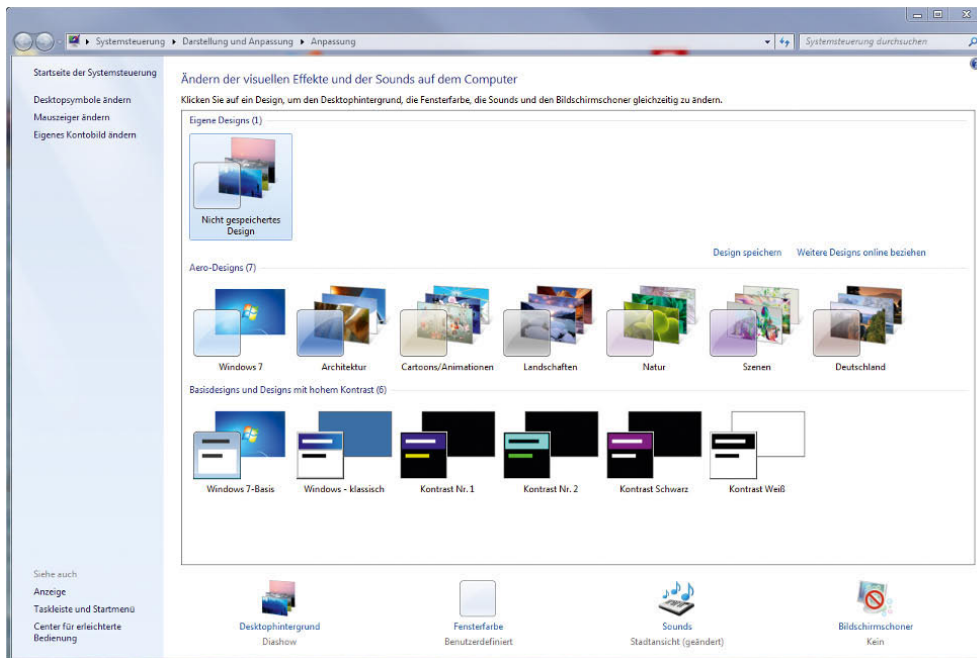 Systemsteuerung ▸ Darstellung und Anpassung ▸ Anpassung
Systemsteuerung durchsuchen
Startseite der Systemsteuerung
Desktopsymbole ändern
Mauszeiger ändern
Eigenes Kontobild ändern
Ändern der visuellen Effekte und der Sounds auf dem Computer
Klicken Sie auf ein Design, um den Desktophintergrund, die Fensterfarbe, die Sounds und den Bildschirmschoner gleichzeitig zu ändern.
Eigene Designs (1)
Nicht gespeichertes
Design
Design speichern Weitere Designs online beziehen
Aero-Designs (7)
Windows 7 Architektur Cartoons/Animationen Landschaften Natur Szenen Deutschland
Basisdesigns und Designs mit hohem Kontrast (6)
Windows 7-Basis Windows - klassisch Kontrast Nr. 1 Kontrast Nr. 2 Kontrast Schwarz Kontrast Weiß
Siehe auch
Anzeige
Taskleiste und Startmenü
Center für erleichterte
Bedienung
Desktophintergrund Fensterfarbe Sounds Bildschirmschoner
Diashow Benutzerdefiniert Stadtansicht (geändert) Kein